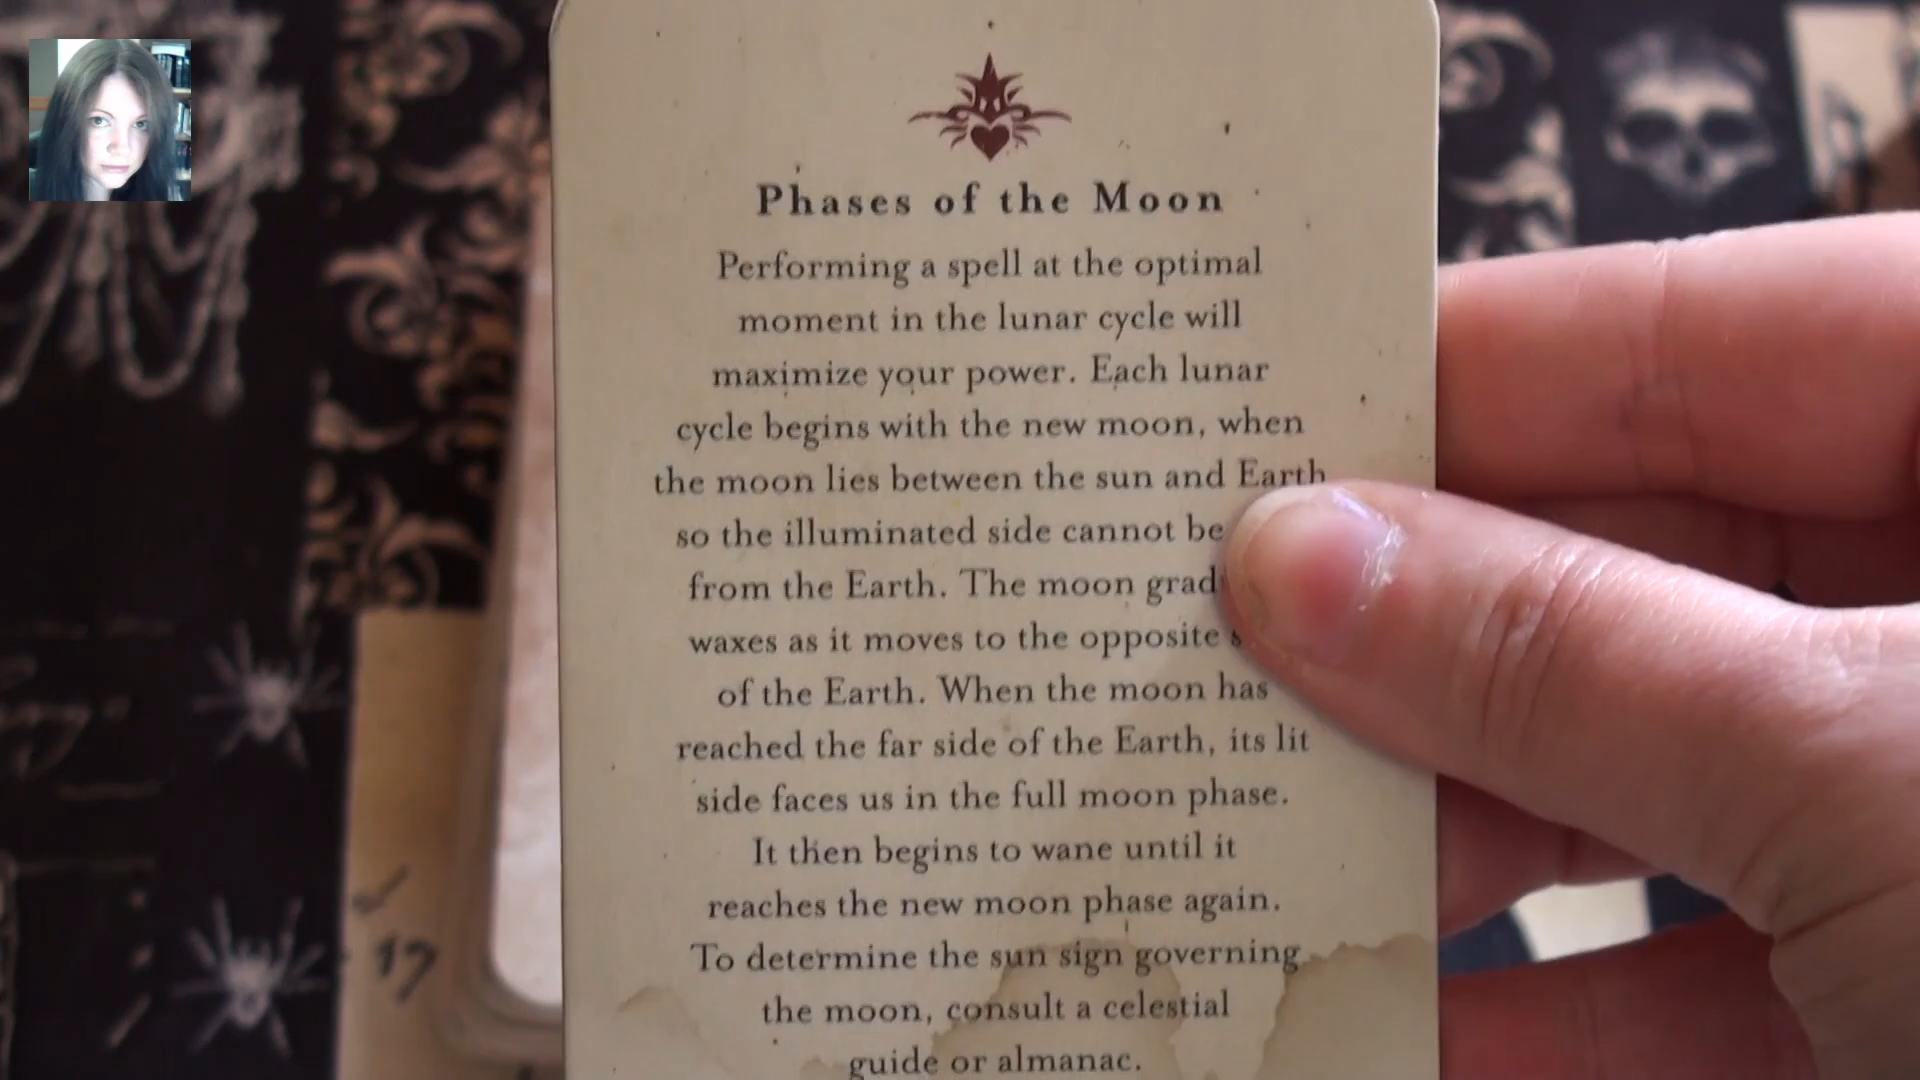 Phases of the Moon
Performing a spell at the optimal
moment in the lunar cycle will
maximize your power. Each lunar
cycle begins with the new moon, when
the moon lies between the sun and Earth
so the illuminated side cannot be
from the Earth. The moon grad
waxes as it moves to the opposite s
of the Earth. When the moon has
reached the far side of the Earth, its lit
side faces us in the full moon phase.
It then begins to wane until it
reaches the new moon phase again.
To determine the sun sign governing
the moon, consult a celestial
guide or almanac.
17